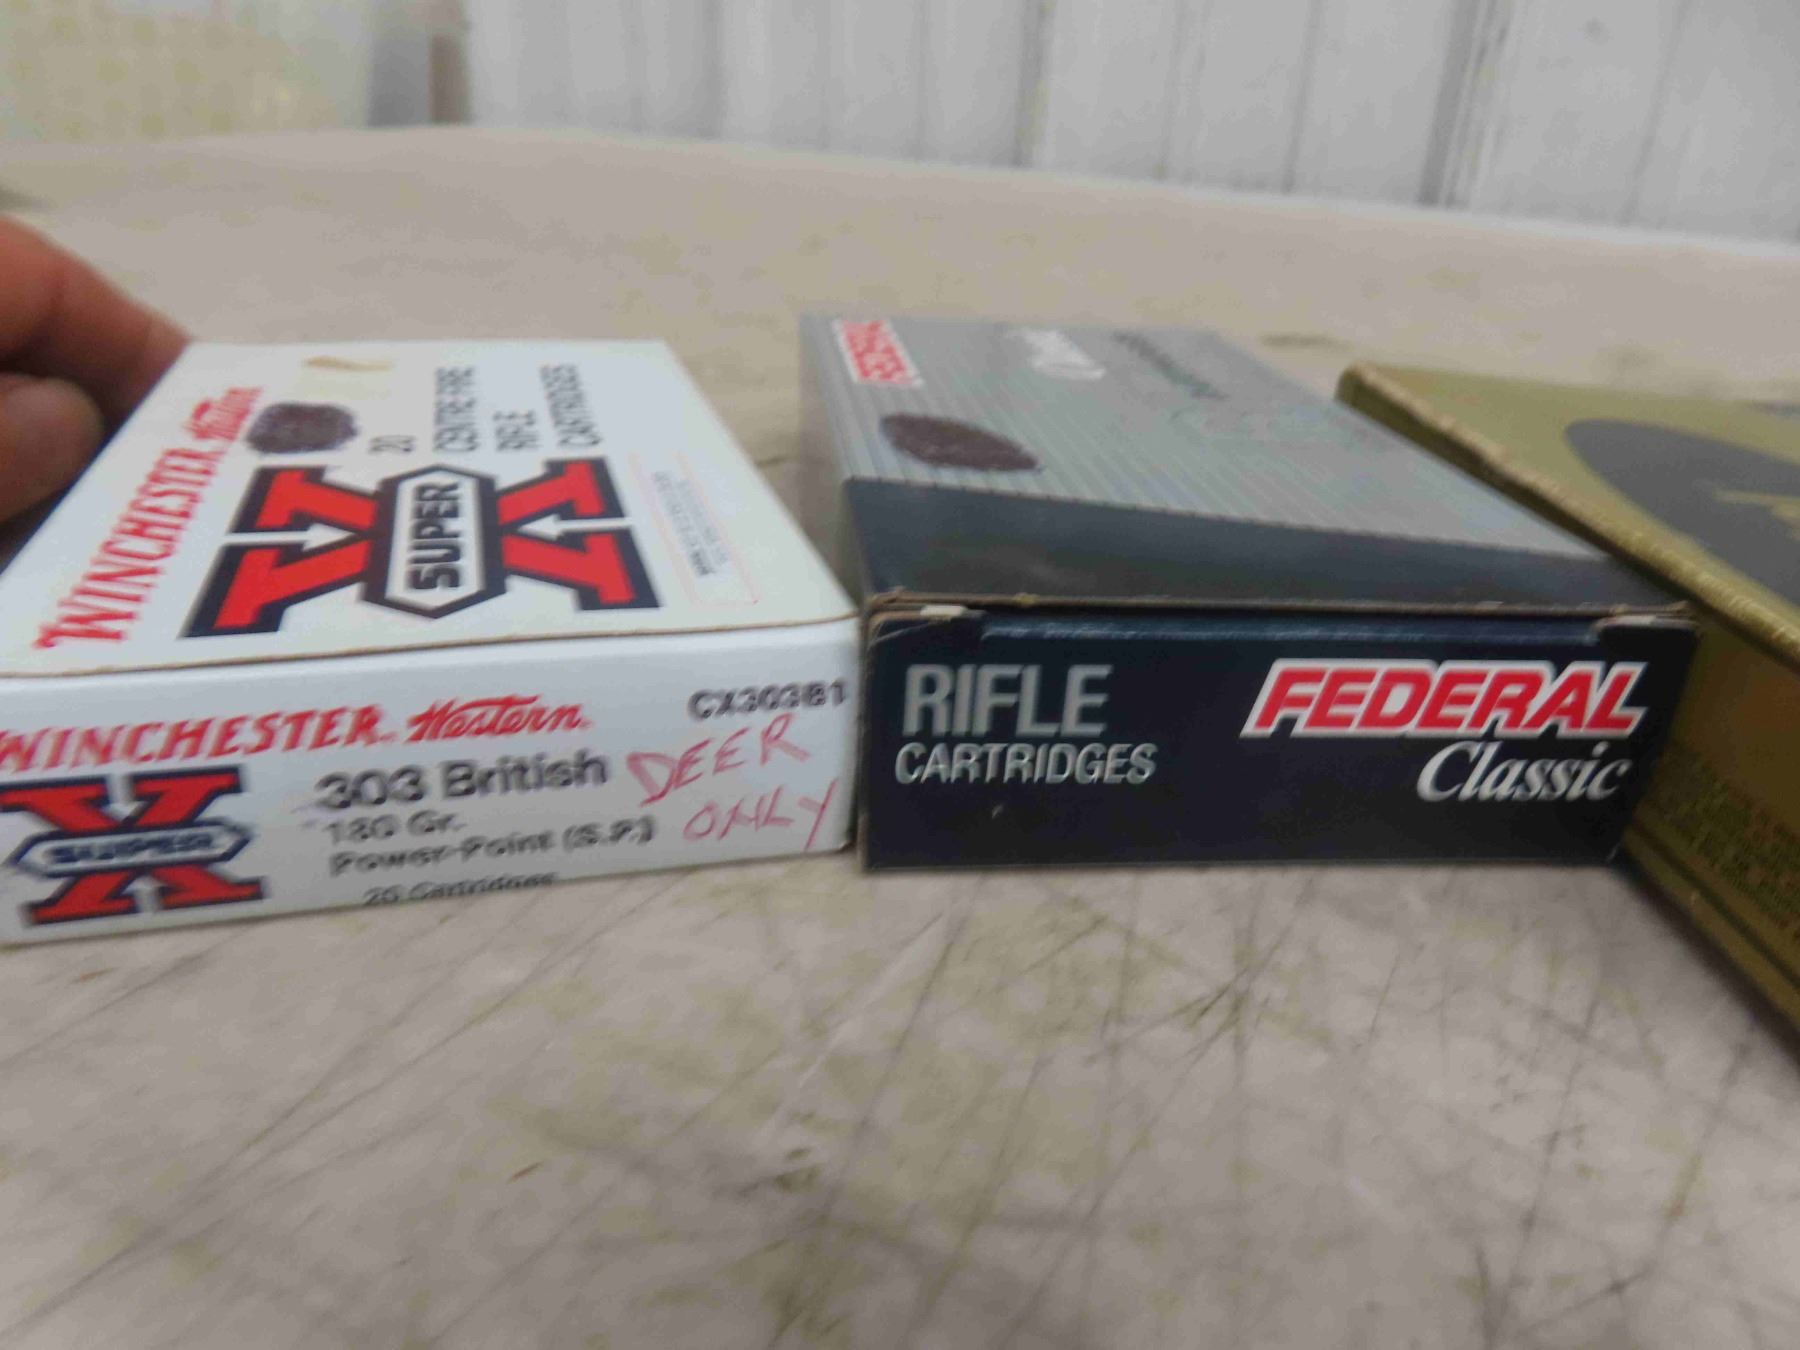 WINCHESTER Western
20
CENTRE FIRE
RIFLE
CARTRIDGES
SUPER X
WINCHESTER Western
CX303B1
303 British
180 Gr.
Power-Point (S.P.)
20 Cartridges
SUPER X
DEER
ONLY
FEDERAL
RIFLE
CARTRIDGES
FEDERAL
Classic